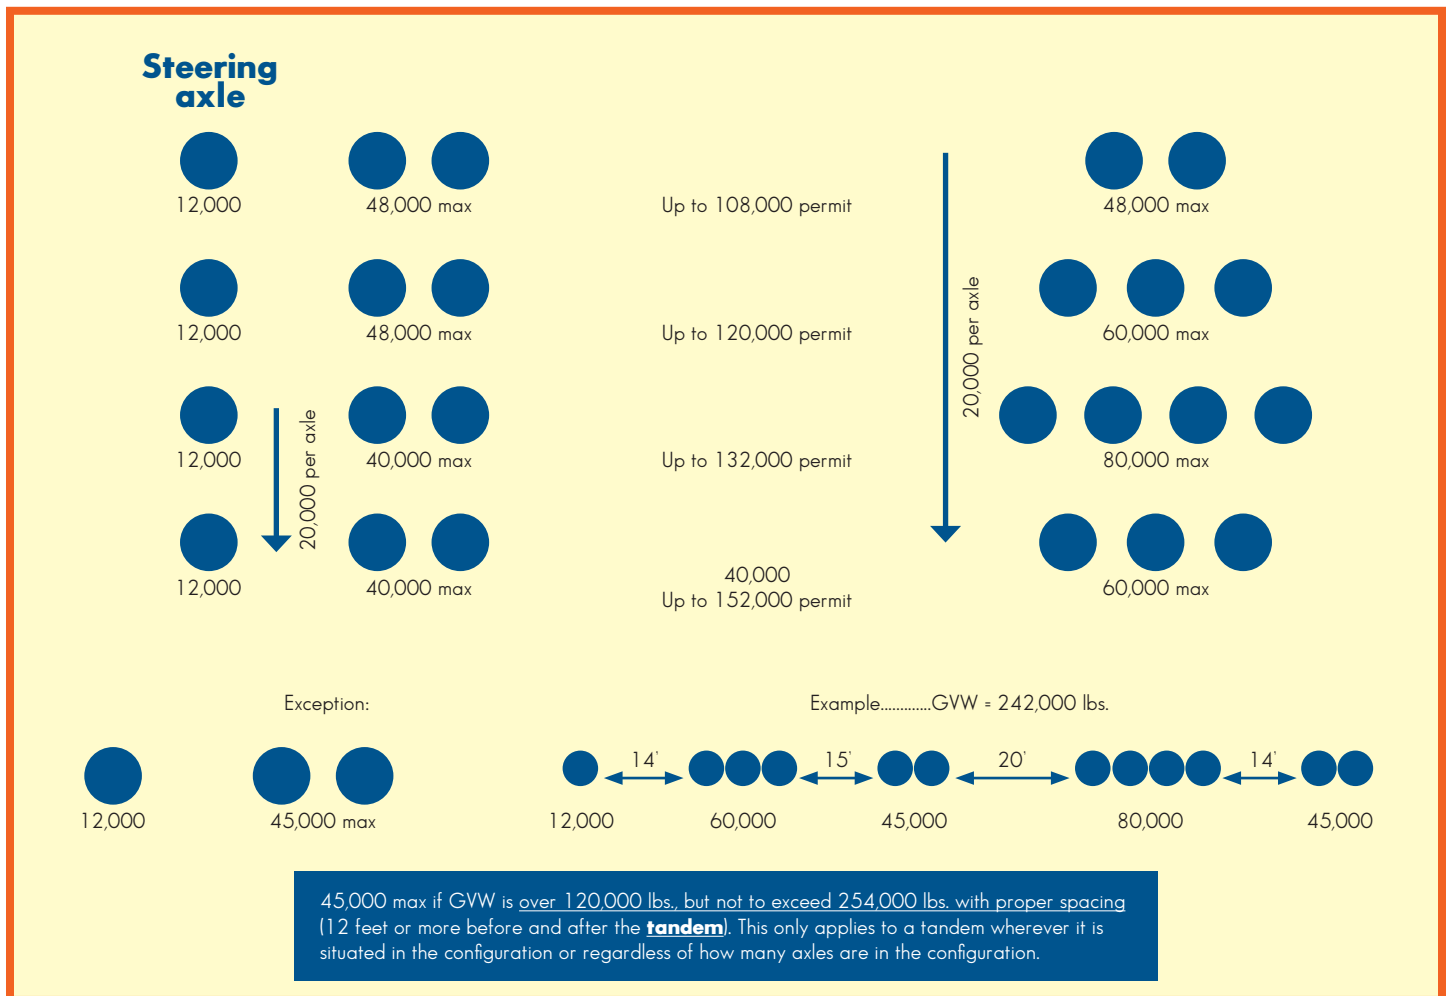 Steering
axle
12,000
48,000 max
Up to 108,000 permit
48,000 max
12,000
48,000 max
Up to 120,000 permit
60,000 max
20,000 per axle
12,000
40,000 max
Up to 132,000 permit
80,000 max
20,000 per axle
12,000
40,000 max
40,000
Up to 152,000 permit
60,000 max
Exception:
12,000
45,000 max
Example.............GVW = 242,000 lbs.
14'
15'
20'
14'
12,000
60,000
45,000
80,000
45,000
45,000 max if GVW is over 120,000 lbs., but not to exceed 254,000 lbs. with proper spacing
(12 feet or more before and after the tandem). This only applies to a tandem wherever it is
situated in the configuration or regardless of how many axles are in the configuration.